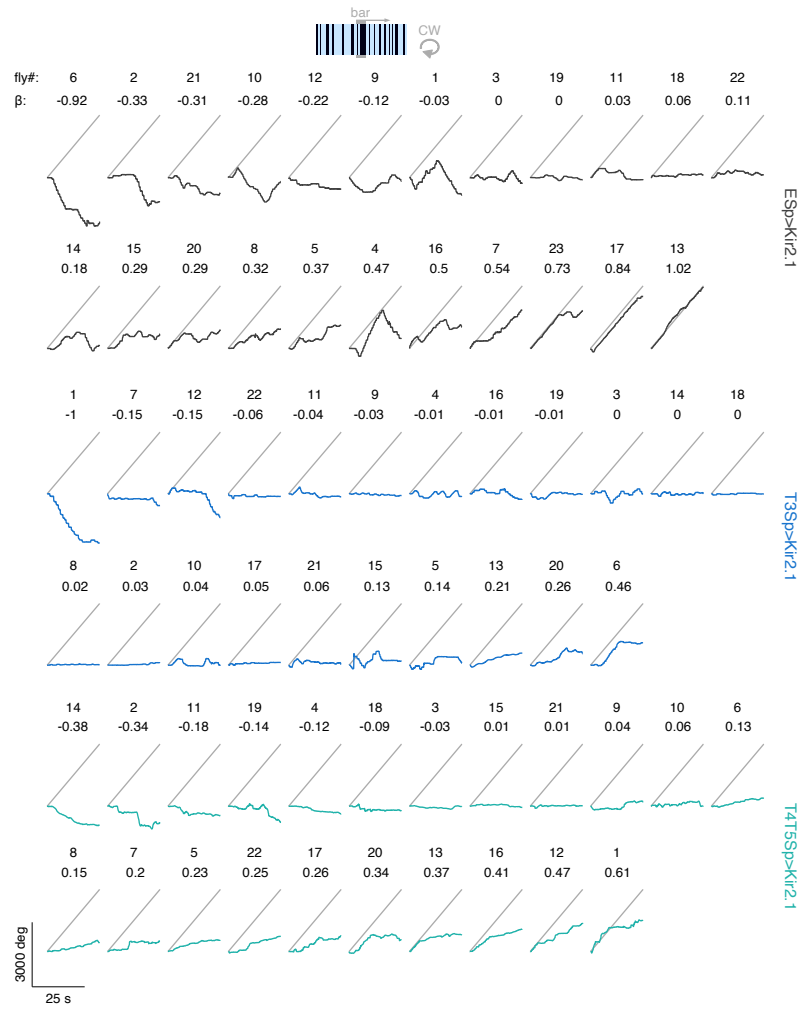 bar
CW
fly#: 6 2 21 10 12 9 1 3 19 11 18 22
β: -0.92 -0.33 -0.31 -0.28 -0.22 -0.12 -0.03 0 0 0.03 0.06 0.11
ESp>Kir2.1
14 15 20 8 5 4 16 7 23 17 13
0.18 0.29 0.29 0.32 0.37 0.47 0.5 0.54 0.73 0.84 1.02
1 7 12 22 11 9 4 16 19 3 14 18
-1 -0.15 -0.15 -0.06 -0.04 -0.03 -0.01 -0.01 -0.01 0 0 0
T3Sp>Kir2.1
8 2 10 17 21 15 5 13 20 6
0.02 0.03 0.04 0.05 0.06 0.13 0.14 0.21 0.26 0.46
14 2 11 19 4 18 3 15 21 9 10 6
-0.38 -0.34 -0.18 -0.14 -0.12 -0.09 -0.03 0.01 0.01 0.04 0.06 0.13
T4T5Sp>Kir2.1
8 7 5 22 17 20 13 16 12 1
0.15 0.2 0.23 0.25 0.26 0.34 0.37 0.41 0.47 0.61
3000 deg
25 s